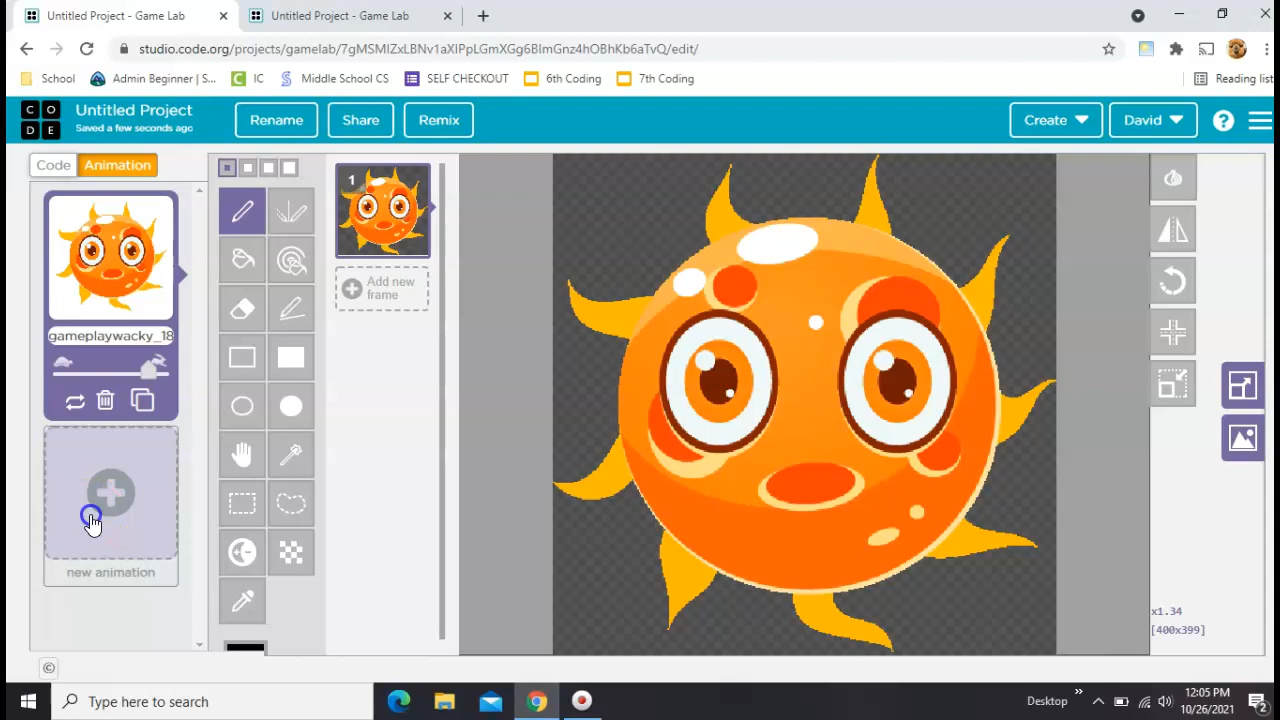 Untitled Project - Game Lab
Untitled Project - Game Lab
studio.code.org/projects/gamelab/7gMSMIZxLBNv1aXIPpLGmXGg6BlmGnz4hOBhKb6aTvQ/edit/
School
Admin Beginner | S...
IC
Middle School CS
SELF CHECKOUT
6th Coding
7th Coding
Reading list
C O
D E
Untitled Project
Saved a few seconds ago
Rename
Share
Remix
Create
David
?
Code
Animation
gameplaywacky_18
new animation
1
Add new
frame
x1.34
[400x399]
©
Type here to search
Desktop
12:05 PM
10/26/2021
2